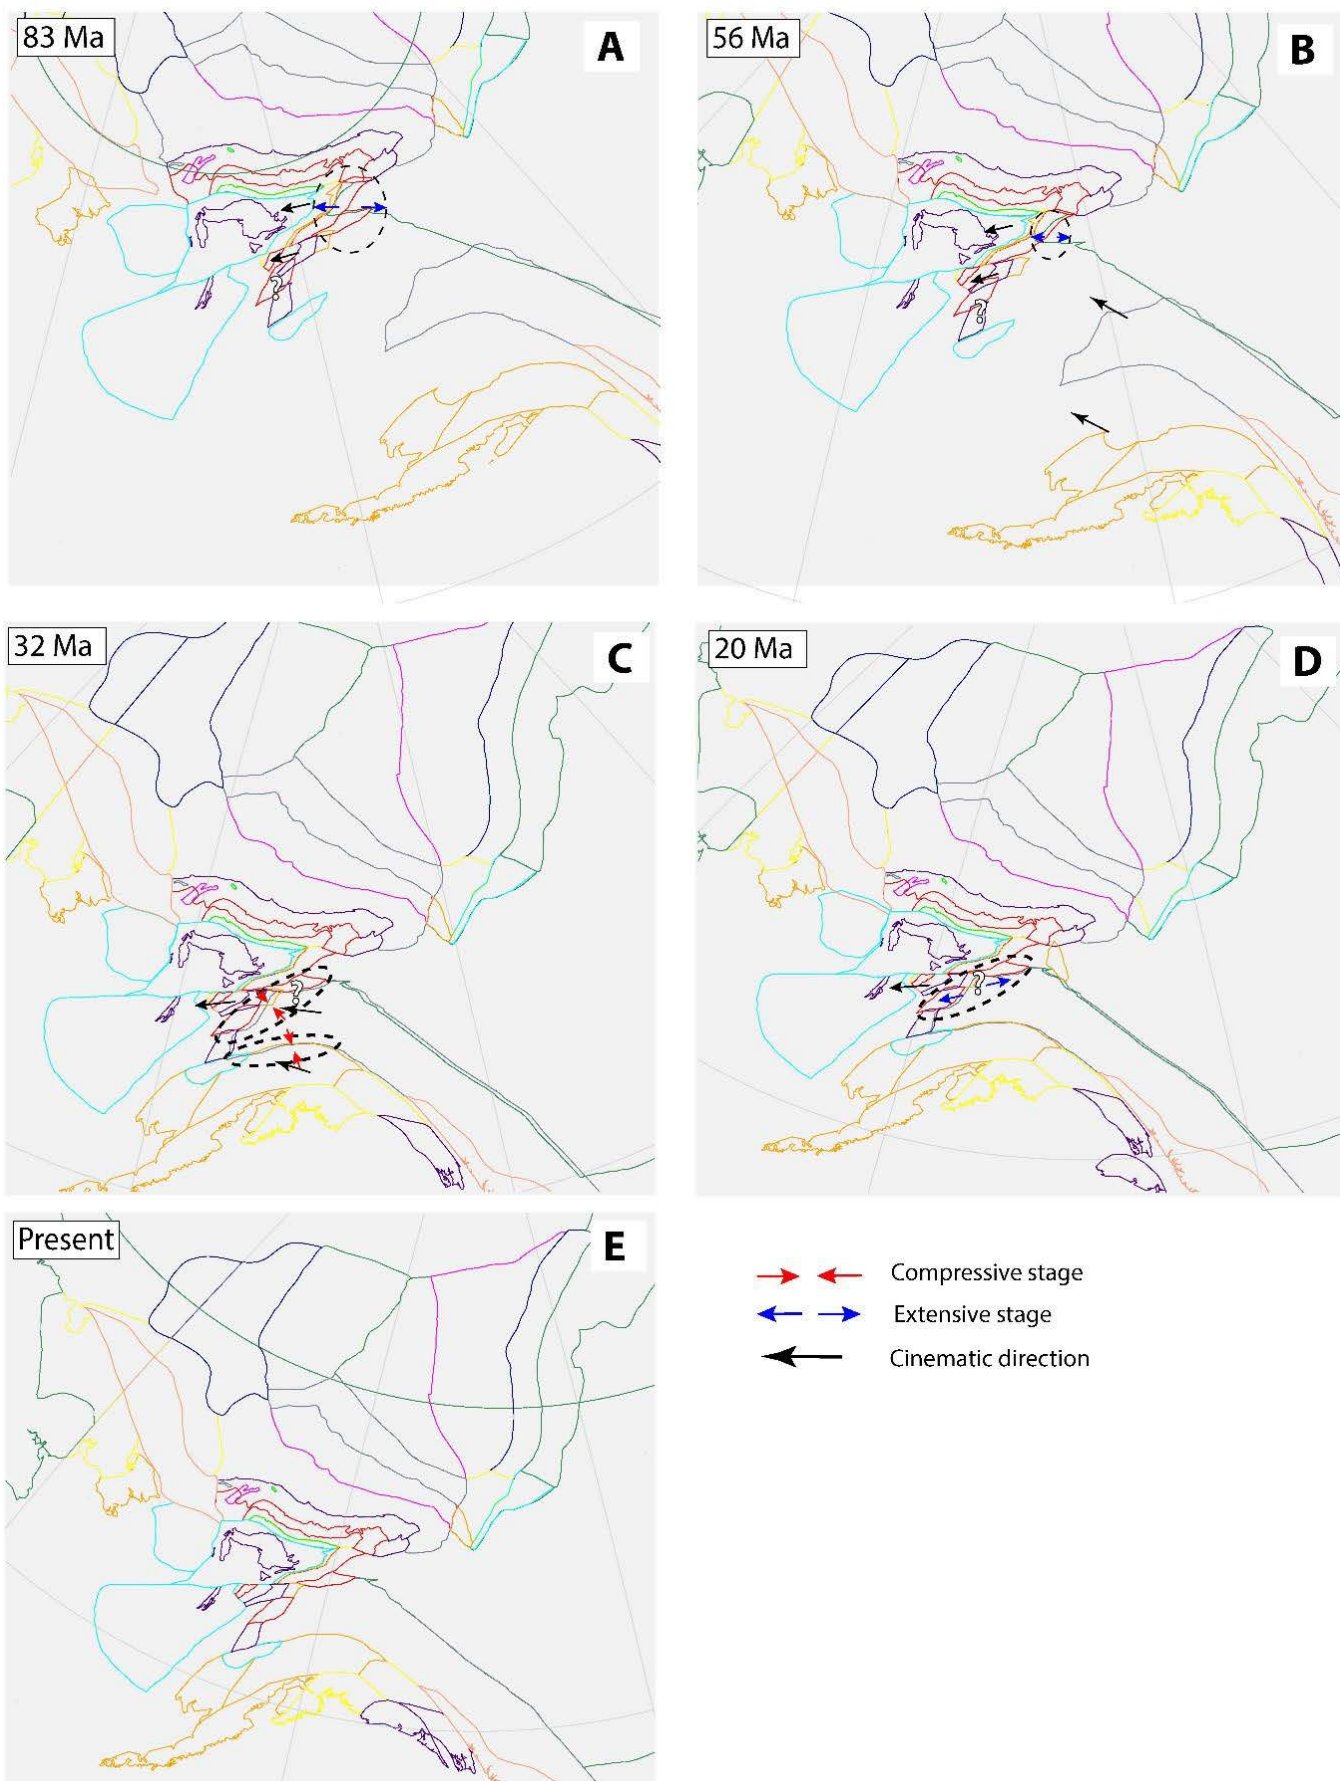 83 Ma
A
?
56 Ma
B
?
32 Ma
C
?
20 Ma
D
?
Present
E
Compressive stage
Extensive stage
Cinematic direction